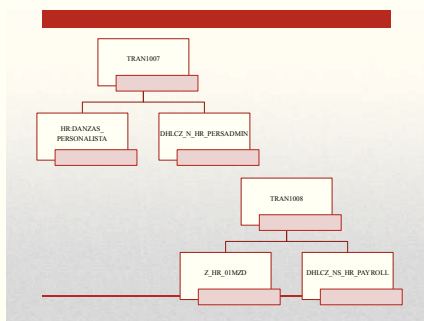 TRAN1007
HR:DANZAS_
PERSONALISTA
DHLCZ_N_HR_PERSADMIN
TRAN1008
Z_HR_01MZD
DHLCZ_NS_HR_PAYROLL